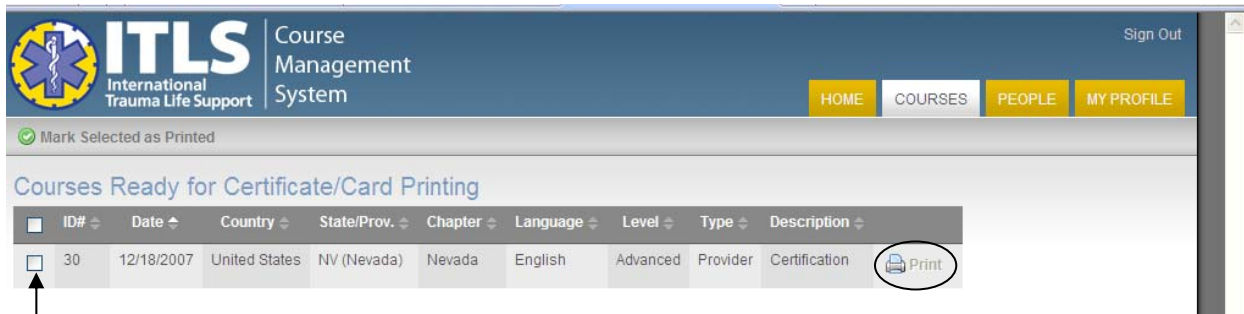 ITLS
International
Trauma Life Support
Course
Management
System
Sign Out
HOME COURSES PEOPLE MY PROFILE
Mark Selected as Printed
Courses Ready for Certificate/Card Printing
ID# Date Country State/Prov. Chapter Language Level Type Description
30 12/18/2007 United States NV (Nevada) Nevada English Advanced Provider Certification Print